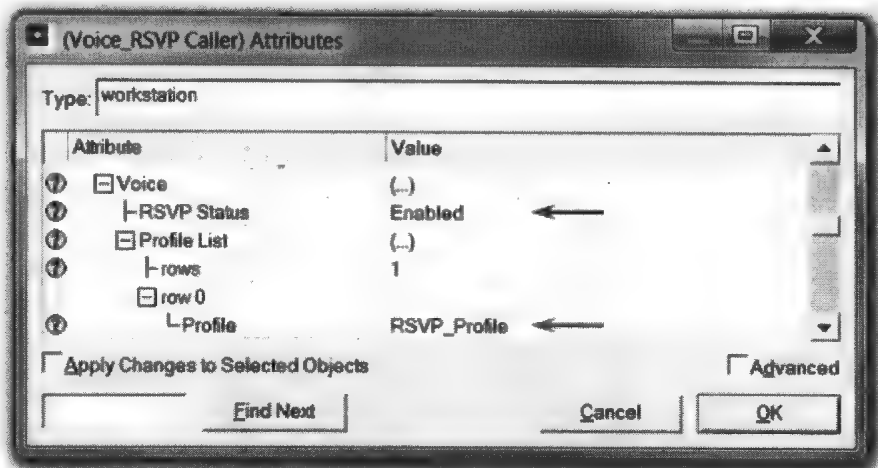 (Voice_RSVP Caller) Attributes
Type: workstation
Attribute Value
Voice (...)
RSVP Status Enabled
Profile List (...)
rows 1
row 0
Profile RSVP_Profile
Apply Changes to Selected Objects Advanced
Find Next Cancel OK